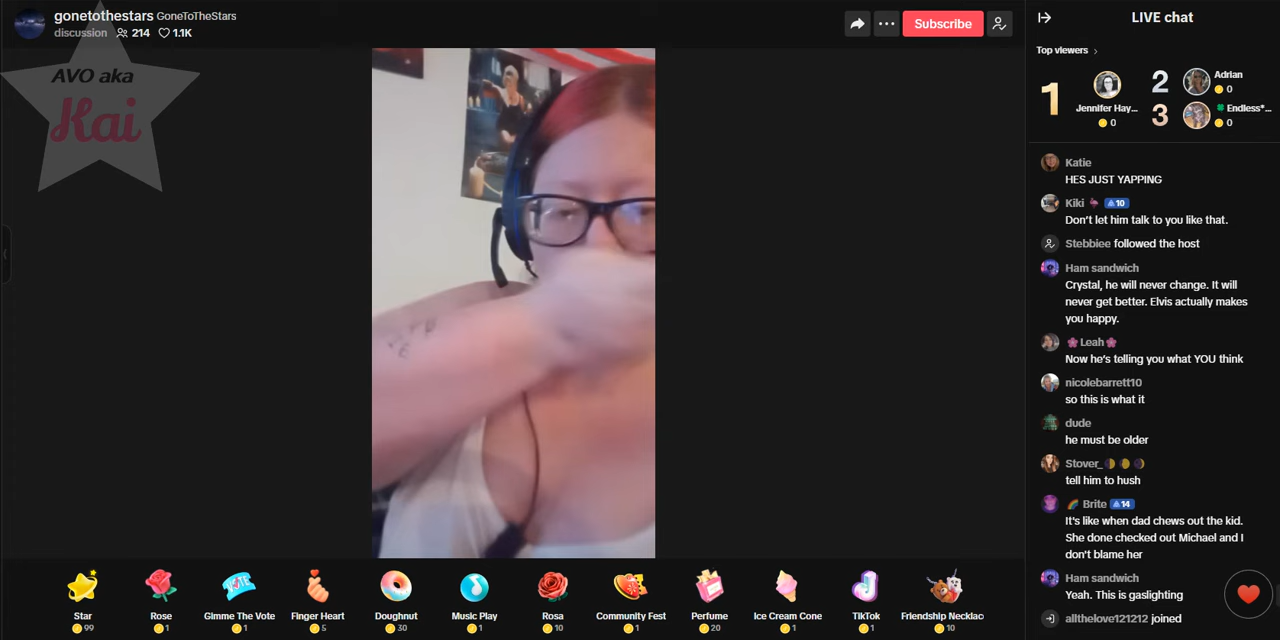 gonetothestars GoneToTheStars
discussion 214 1.1K
Subscribe
AVO aka
Kai
LIVE chat
Top viewers
1
Jennifer Hay...
0
2
Adrian
0
3
Endless*...
0
Katie
HES JUST YAPPING
Kiki 10
Don't let him talk to you like that.
Stebbiee followed the host
Ham sandwich
Crystal, he will never change. It will
never get better. Elvis actually makes
you happy.
Leah
Now he's telling you what YOU think
nicolebarrett10
so this is what it
dude
he must be older
Stover_
tell him to hush
Brite 14
It's like when dad chews out the kid.
She done checked out Michael and I
don't blame her
Ham sandwich
Yeah. This is gaslighting
allthelove121212 joined
Star
99
Rose
1
Gimme The Vote
1
Finger Heart
5
Doughnut
30
Music Play
1
Rosa
10
Community Fest
1
Perfume
20
Ice Cream Cone
1
TikTok
1
Friendship Necklac
10